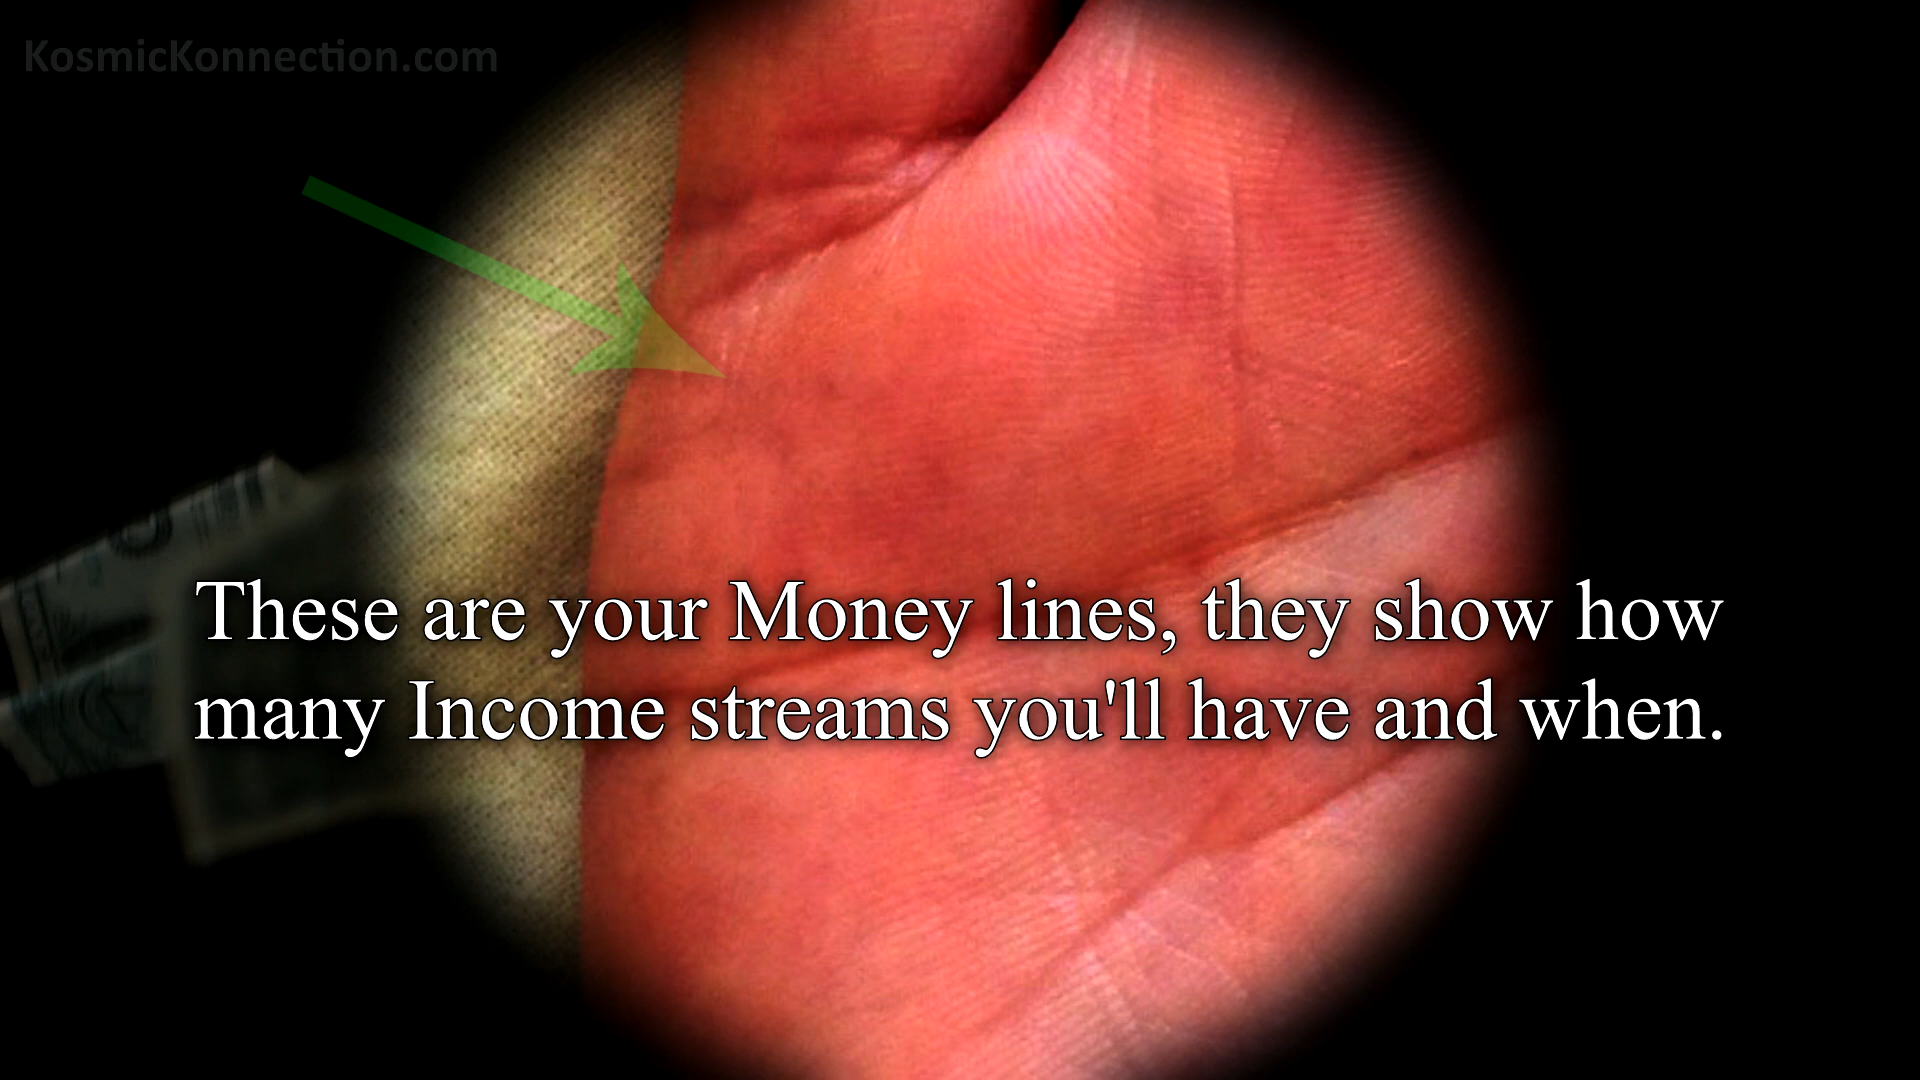 KosmicKonnection.com
These are your Money lines, they show how
many Income streams you'll have and when.